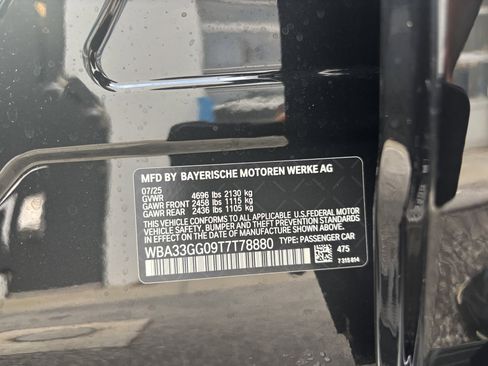 MFD BY BAYERISCHE MOTOREN WERKE AG
07/25
GVWR 4696 lbs 2130 kg
GAWR FRONT 2458 lbs 1115 kg
GAWR REAR 2436 lbs 1105 kg
THIS VEHICLE CONFORMS TO ALL APPLICABLE U.S.FEDERAL MOTOR
VEHICLE SAFETY, BUMPER, AND THEFT PREVENTION STANDARDS
IN EFFECT ON THE DATE OF MANUFACTURE SHOWN ABOVE.
WBA33GG09T7T78880 TYPE: PASSENGER CAR
475
7 315 814